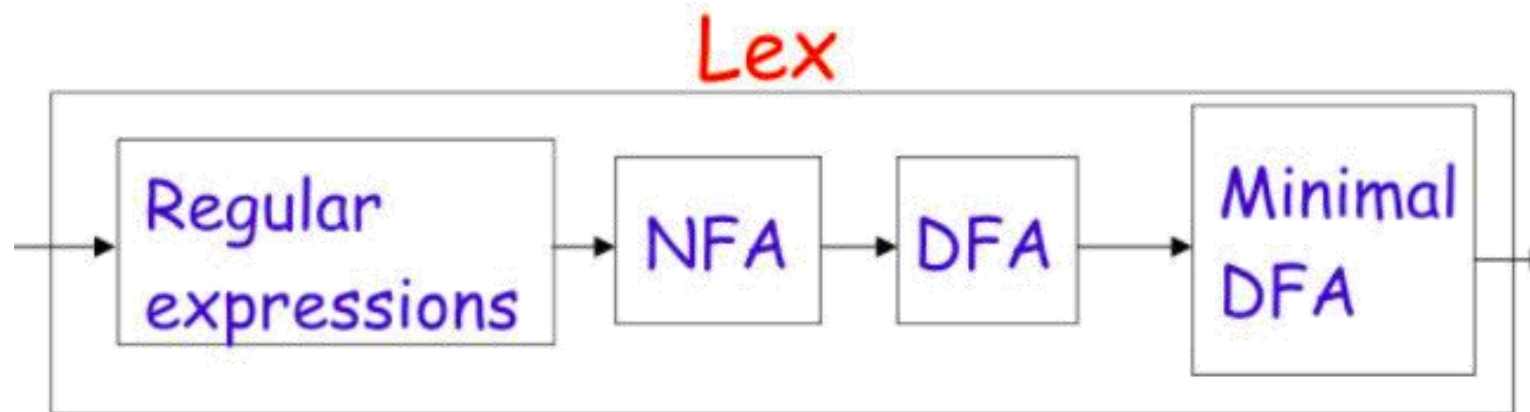 Lex
Regular
expressions
NFA
DFA
Minimal
DFA